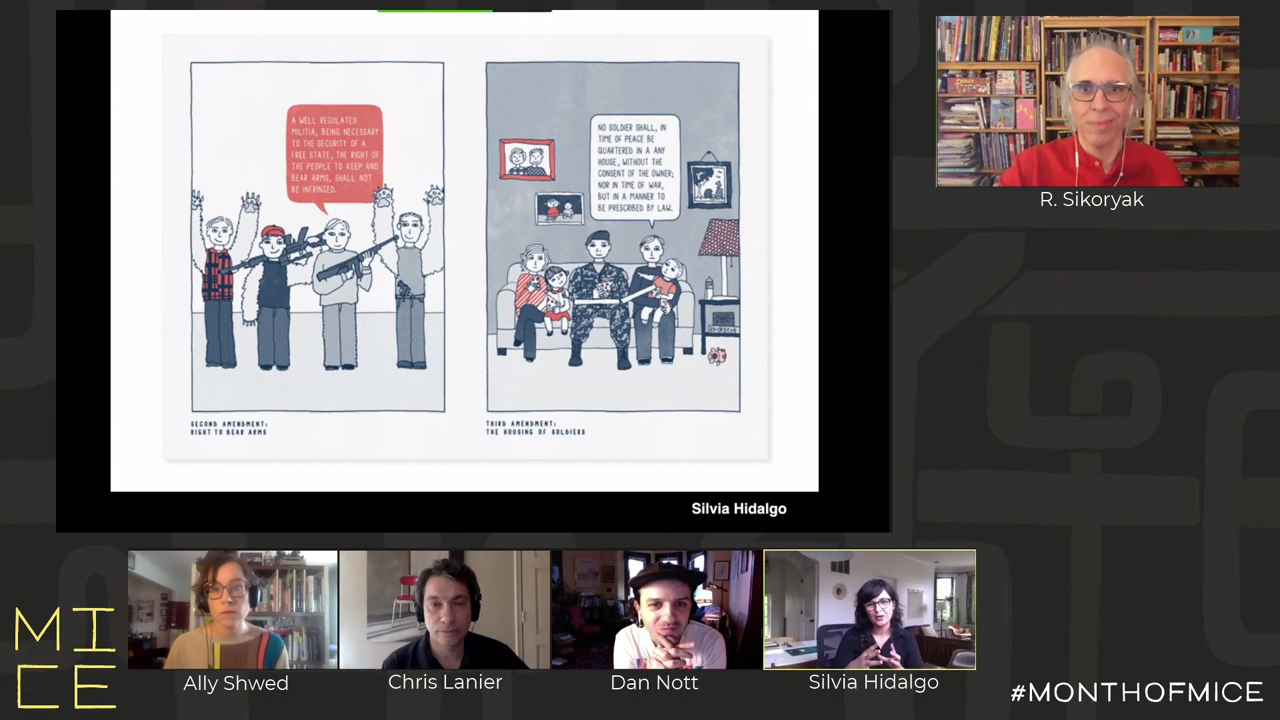 A WELL REGULATED
MILITIA, BEING NECESSARY
TO THE SECURITY OF A
FREE STATE, THE RIGHT OF
THE PEOPLE TO KEEP AND
BEAR ARMS, SHALL NOT
BE INFRINGED.
SECOND AMENDMENT:
RIGHT TO BEAR ARMS
NO SOLDIER SHALL, IN
TIME OF PEACE BE
QUARTERED IN A ANY
HOUSE, WITHOUT THE
CONSENT OF THE OWNER;
NOR IN TIME OF WAR,
BUT IN A MANNER TO
BE PRESCRIBED BY LAW.
THIRD AMENDMENT:
THE HOUSING OF SOLDIERS
Silvia Hidalgo
R. Sikoryak
Ally Shwed
Chris Lanier
Dan Nott
Silvia Hidalgo
MI
CE
#MONTHOFMICE